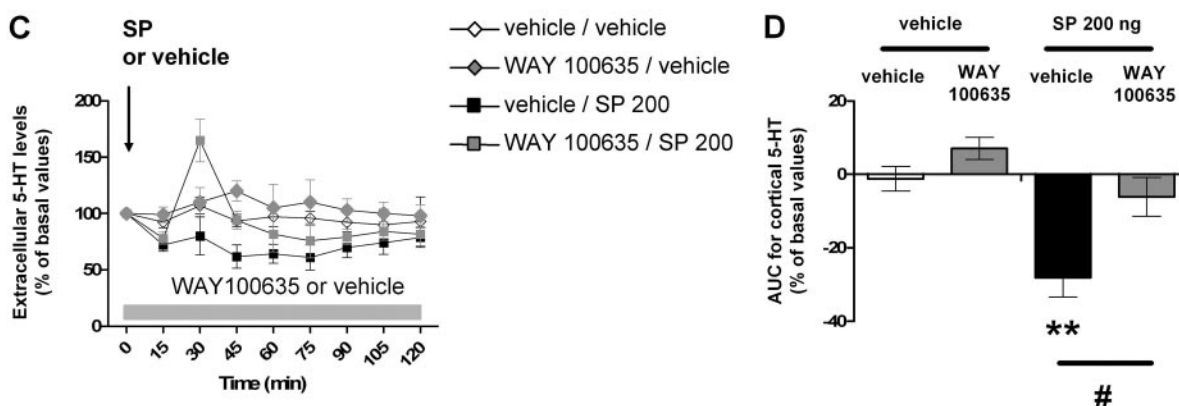 C
SP
or vehicle
vehicle / vehicle
WAY 100635 / vehicle
vehicle / SP 200
WAY 100635 / SP 200
Extracellular 5-HT levels
(% of basal values)
200
150
100
50
0
WAY100635 or vehicle
0 15 30 45 60 75 90 105 120
Time (min)
D
vehicle SP 200 ng
vehicle WAY 100635 vehicle WAY 100635
AUC for cortical 5-HT
(% of basal values)
20
0
-20
-40
**
#